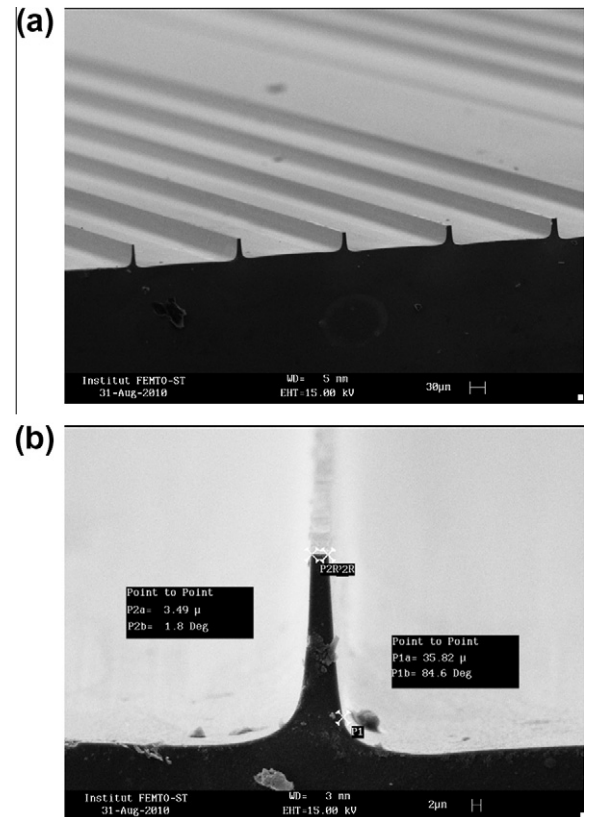 (a)
Institut FEMTO-ST
31-Aug-2010
WD= 5 mm
EHT=15.00 kV
30µm
(b)
P2R
2R
Point to Point
P2a= 3.49 µ
P2b= 1.8 Deg
Point to Point
P1a= 35.82 µ
P1b= 84.6 Deg
P1
Institut FEMTO-ST
31-Aug-2010
WD= 3 mm
EHT=15.00 kV
2µm